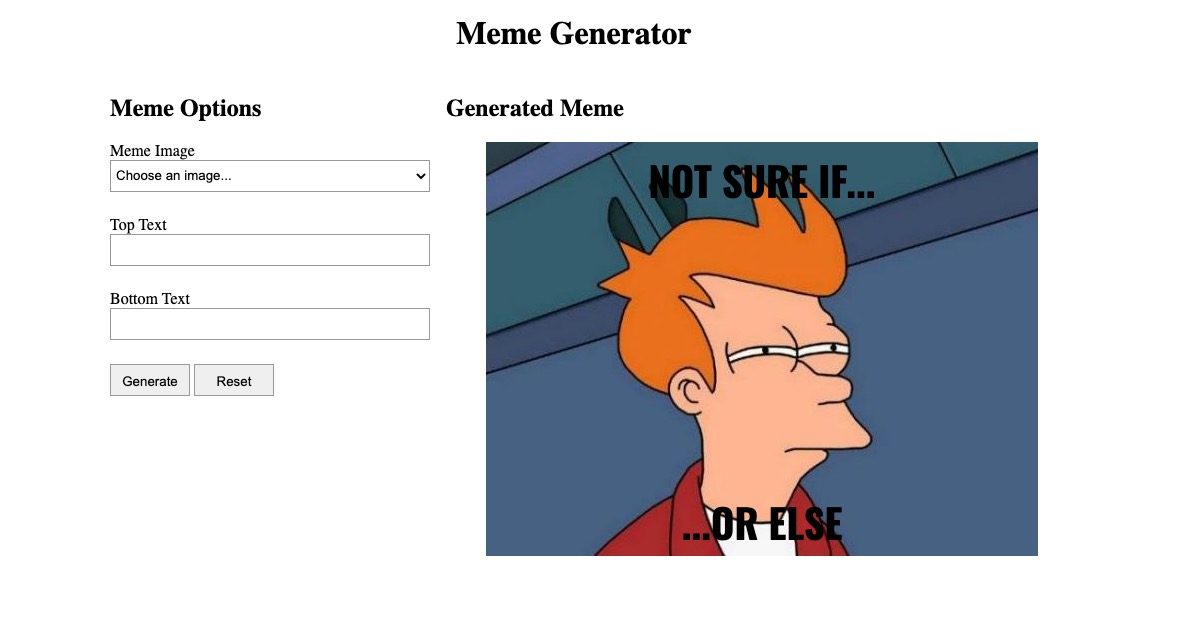 Meme Generator
Meme Options
Meme Image
Choose an image...
Top Text
Bottom Text
Generate
Reset
Generated Meme
NOT SURE IF...
...OR ELSE